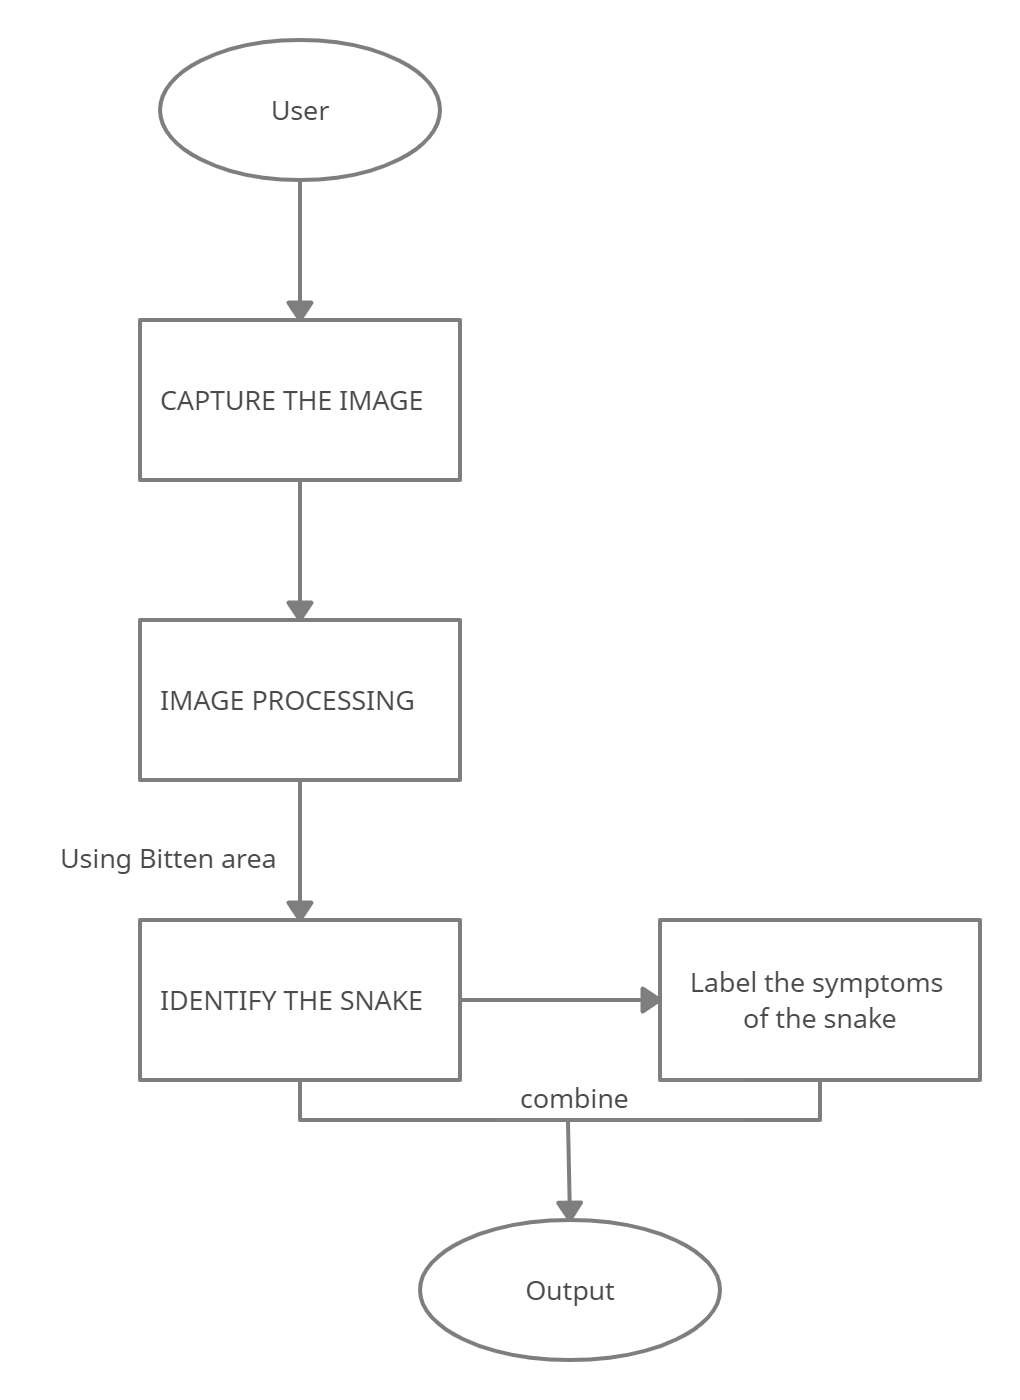 User
CAPTURE THE IMAGE
IMAGE PROCESSING
Using Bitten area
IDENTIFY THE SNAKE
Label the symptoms
of the snake
combine
Output